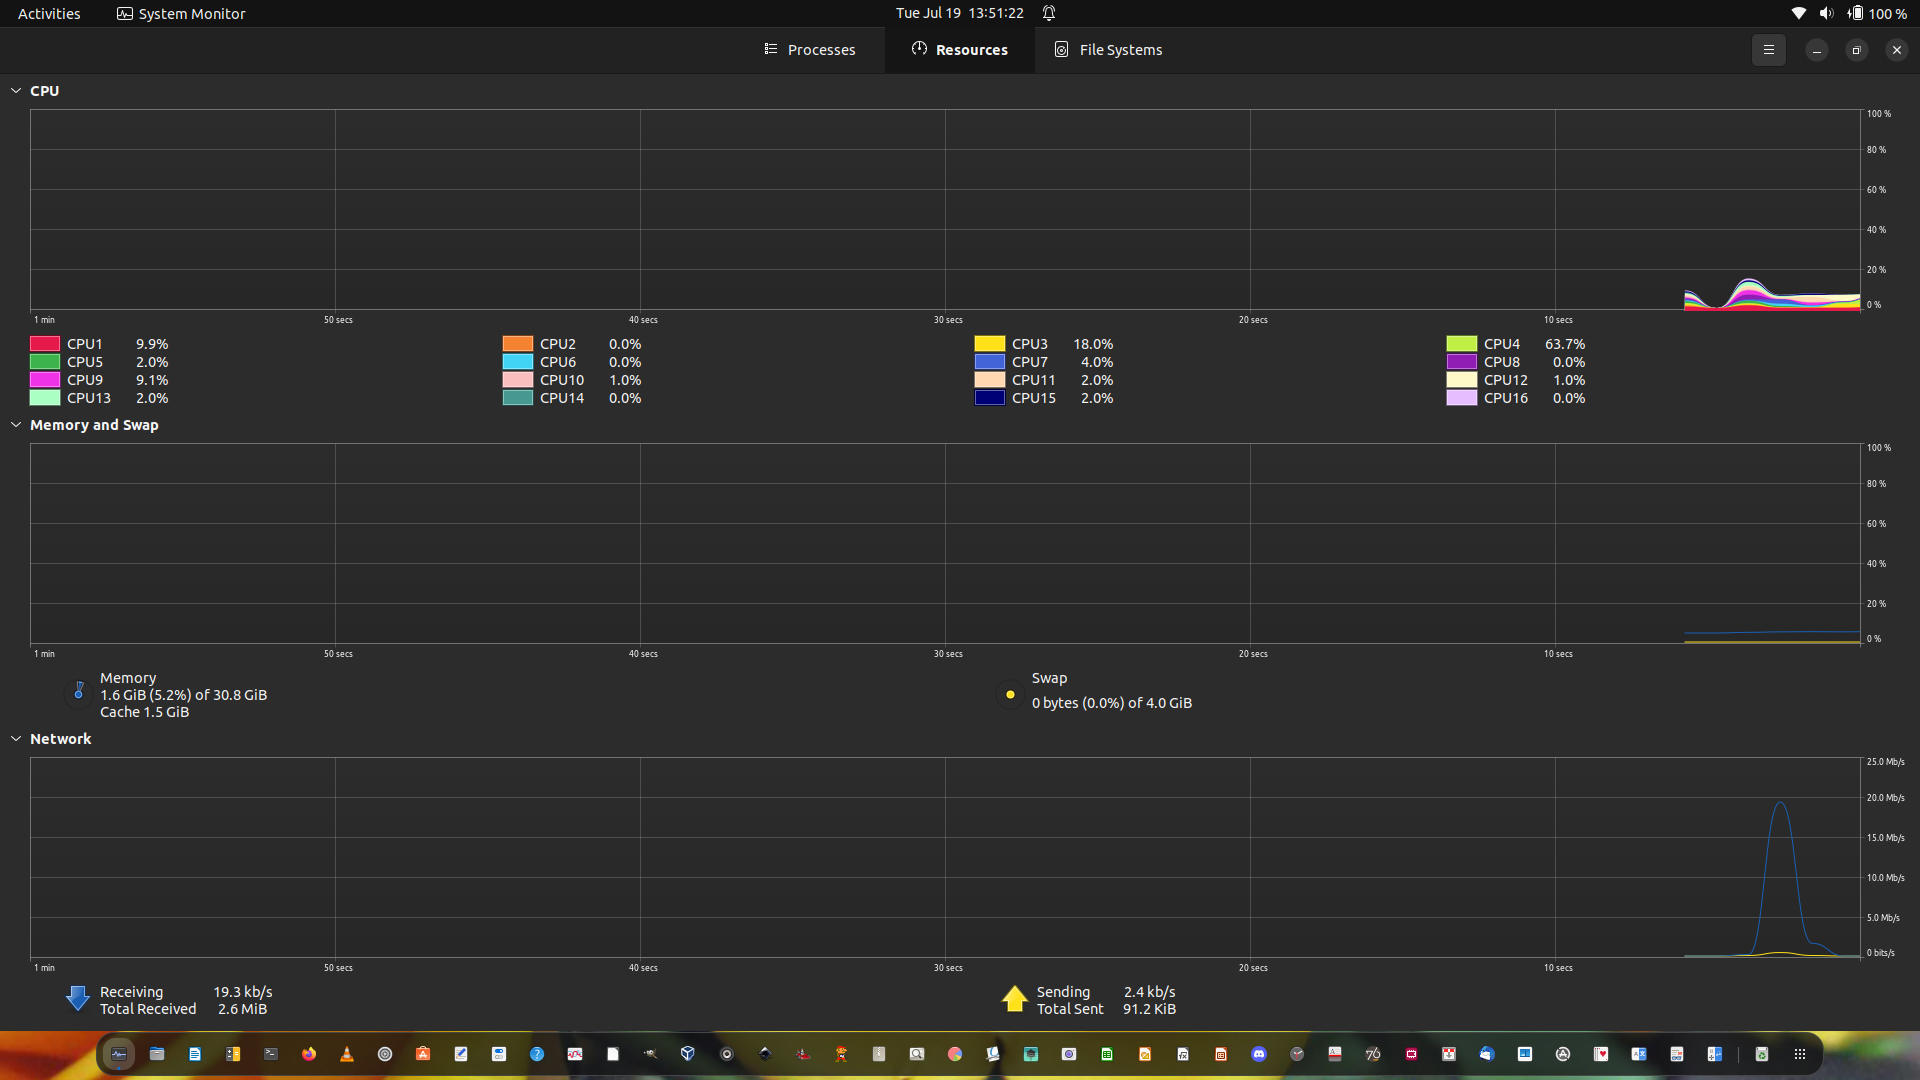 Activities
System Monitor
Tue Jul 19 13:51:22
100 %
Processes
Resources
File Systems
CPU
100 %
80 %
60 %
40 %
20 %
0 %
1 min 50 secs 40 secs 30 secs 20 secs 10 secs
CPU1 9.9% CPU2 0.0% CPU3 18.0% CPU4 63.7%
CPU5 2.0% CPU6 0.0% CPU7 4.0% CPU8 0.0%
CPU9 9.1% CPU10 1.0% CPU11 2.0% CPU12 1.0%
CPU13 2.0% CPU14 0.0% CPU15 2.0% CPU16 0.0%
Memory and Swap
100 %
80 %
60 %
40 %
20 %
0 %
1 min 50 secs 40 secs 30 secs 20 secs 10 secs
Memory
1.6 GiB (5.2%) of 30.8 GiB
Cache 1.5 GiB
Swap
0 bytes (0.0%) of 4.0 GiB
Network
25.0 Mb/s
20.0 Mb/s
15.0 Mb/s
10.0 Mb/s
5.0 Mb/s
0 bits/s
1 min 50 secs 40 secs 30 secs 20 secs 10 secs
Receiving 19.3 kb/s
Total Received 2.6 MiB
Sending 2.4 kb/s
Total Sent 91.2 KiB
76